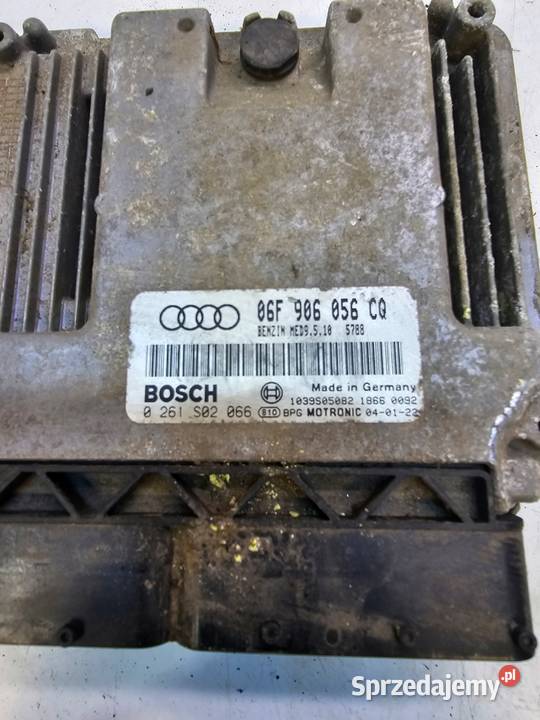 06F 906 056 CQ
BENZIN MED9.5.10 5788
BOSCH
Made in Germany
1039S05082 1866 0092
0 261 S02 066 E10 BPG MOTRONIC 04-01-22
Sprzedajemy.pl